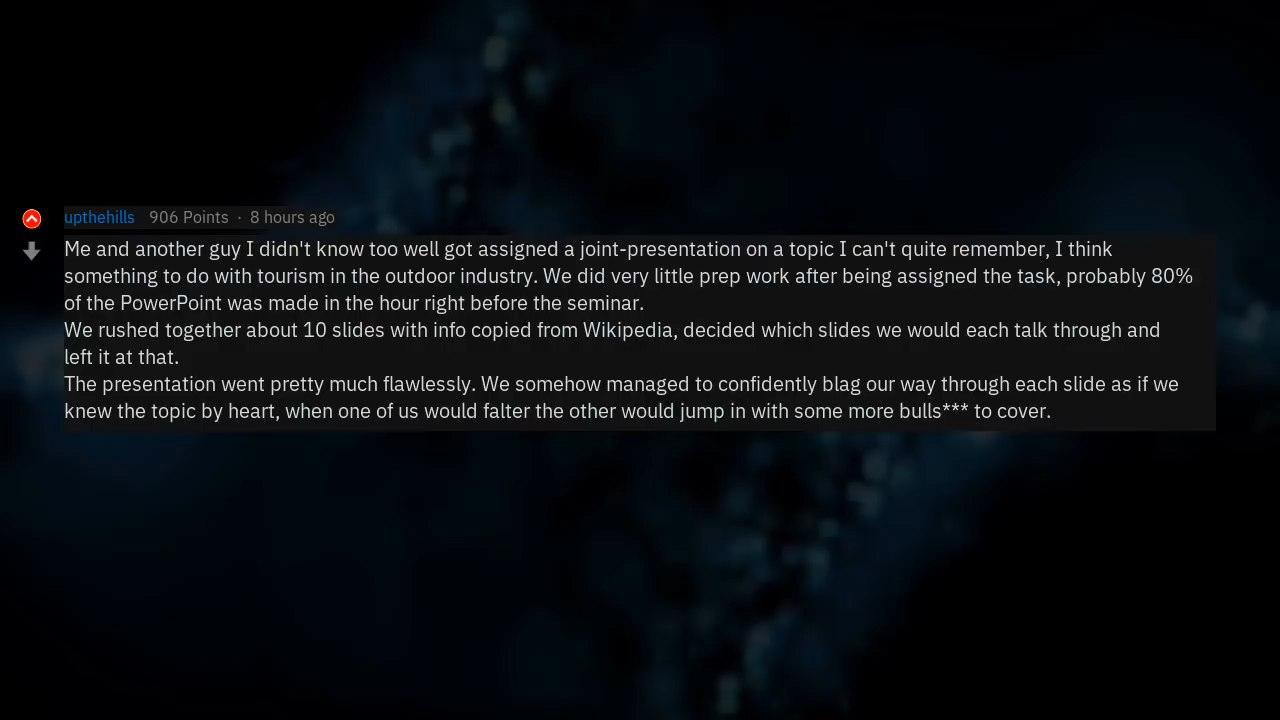 upthehills 906 Points · 8 hours ago
Me and another guy I didn't know too well got assigned a joint-presentation on a topic I can't quite remember, I think
something to do with tourism in the outdoor industry. We did very little prep work after being assigned the task, probably 80%
of the PowerPoint was made in the hour right before the seminar.
We rushed together about 10 slides with info copied from Wikipedia, decided which slides we would each talk through and
left it at that.
The presentation went pretty much flawlessly. We somehow managed to confidently blag our way through each slide as if we
knew the topic by heart, when one of us would falter the other would jump in with some more bulls*** to cover.